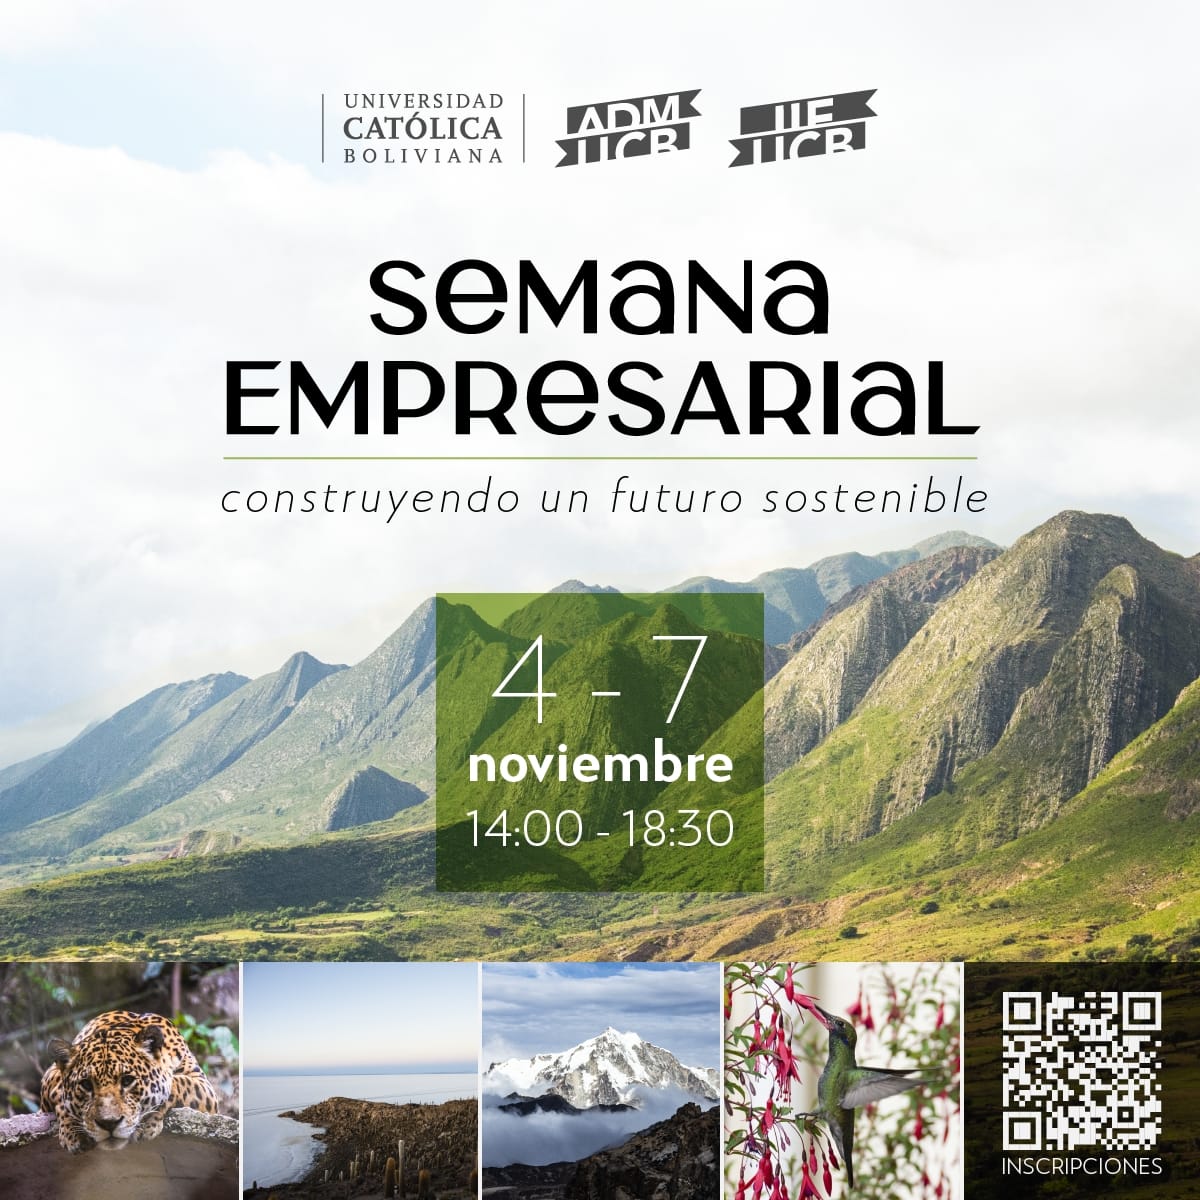 UNIVERSIDAD
CATÓLICA
BOLIVIANA
ADM
UCB
IIE
UCB
SEMANA
EMPRESARIAL
construyendo un futuro sostenible
4 - 7
noviembre
14:00 - 18:30
INSCRIPCIONES